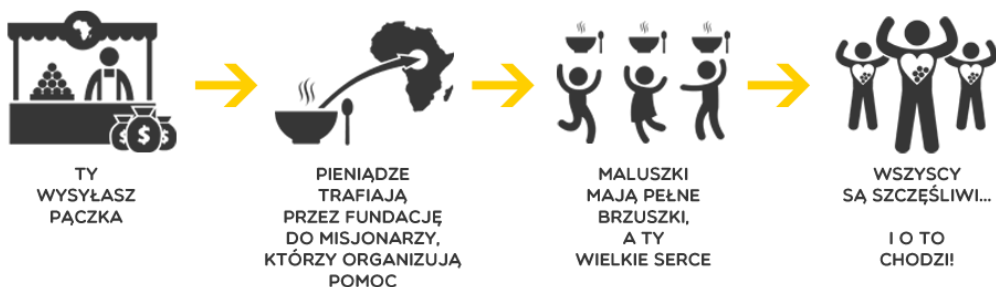 TY
WYSYŁASZ
PĄCZKA
PIENIĄDZE
TRAFIAJĄ
PRZEZ FUNDACJĘ
DO MISJONARZY,
KTÓRZY ORGANIZUJĄ
POMOC
MALUSZKI
MAJĄ PEŁNE
BRZUSZKI,
A TY
WIELKIE SERCE
WSZYSCY
SĄ SZCZĘŚLIWI...
I O TO
CHODZI!